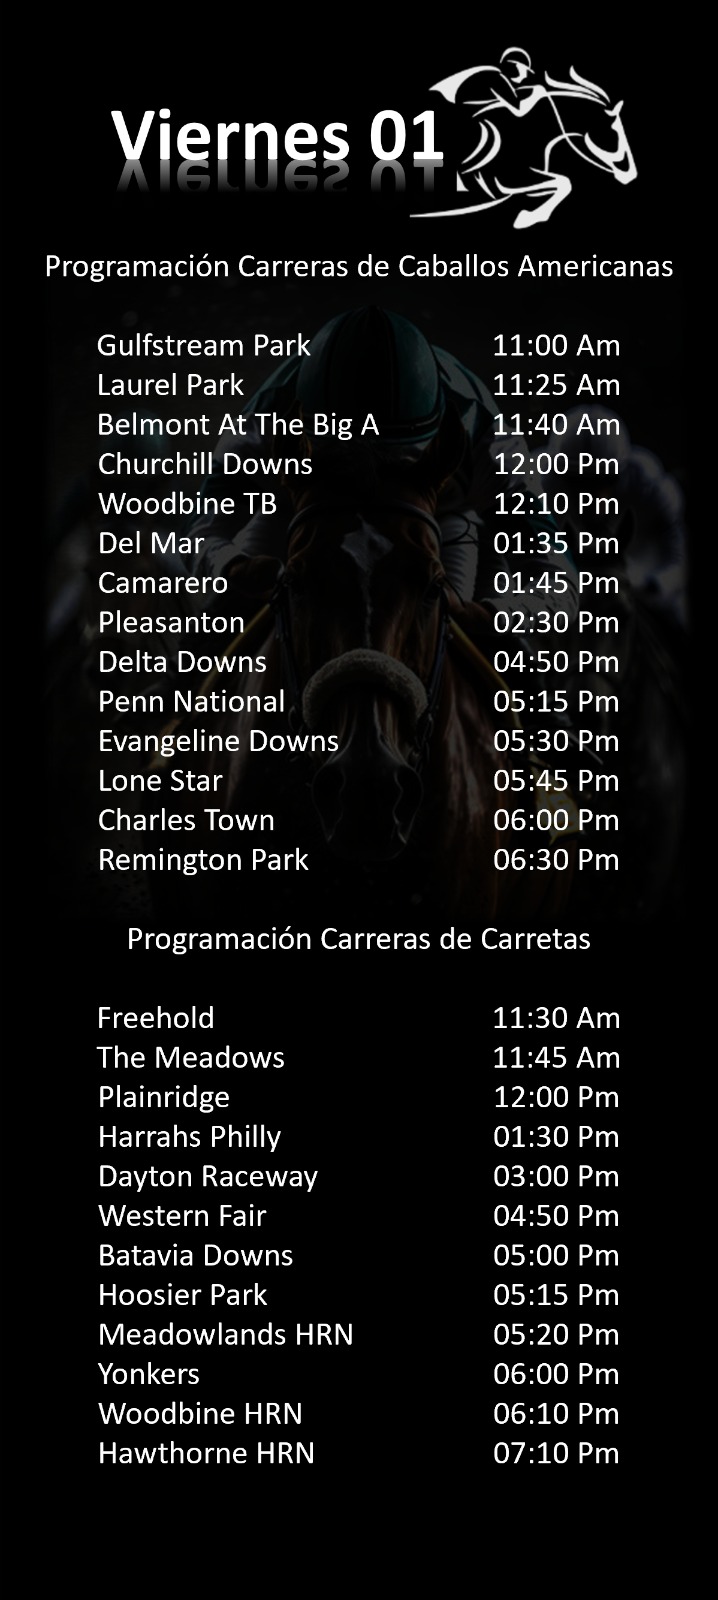 Viernes 01
Programación Carreras de Caballos Americanas
Gulfstream Park 11:00 Am
Laurel Park 11:25 Am
Belmont At The Big A 11:40 Am
Churchill Downs 12:00 Pm
Woodbine TB 12:10 Pm
Del Mar 01:35 Pm
Camarero 01:45 Pm
Pleasanton 02:30 Pm
Delta Downs 04:50 Pm
Penn National 05:15 Pm
Evangeline Downs 05:30 Pm
Lone Star 05:45 Pm
Charles Town 06:00 Pm
Remington Park 06:30 Pm
Programación Carreras de Carretas
Freehold 11:30 Am
The Meadows 11:45 Am
Plainridge 12:00 Pm
Harrahs Philly 01:30 Pm
Dayton Raceway 03:00 Pm
Western Fair 04:50 Pm
Batavia Downs 05:00 Pm
Hoosier Park 05:15 Pm
Meadowlands HRN 05:20 Pm
Yonkers 06:00 Pm
Woodbine HRN 06:10 Pm
Hawthorne HRN 07:10 Pm